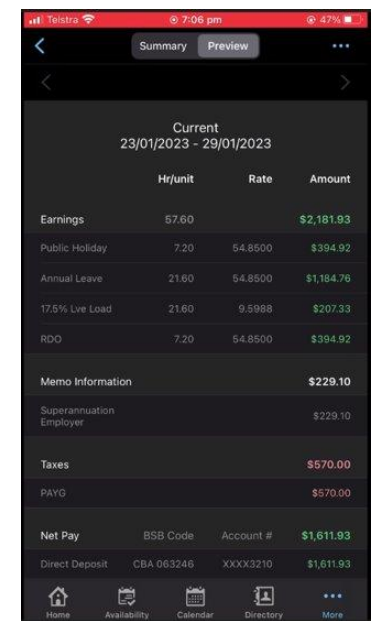 Telstra 7:06 pm 47%
Summary Preview
Current
23/01/2023 - 29/01/2023
Hr/unit Rate Amount
Earnings 57.60 $2,181.93
Public Holiday 7.20 54.8500 $394.92
Annual Leave 21.60 54.8500 $1,184.76
17.5% Lve Load 21.60 9.5988 $207.33
RDO 7.20 54.8500 $394.92
Memo Information $229.10
Superannuation
Employer $229.10
Taxes $570.00
PAYG $570.00
Net Pay BSB Code Account # $1,611.93
Direct Deposit CBA 063246 XXXX3210 $1,611.93
Home Availability Calendar Directory More